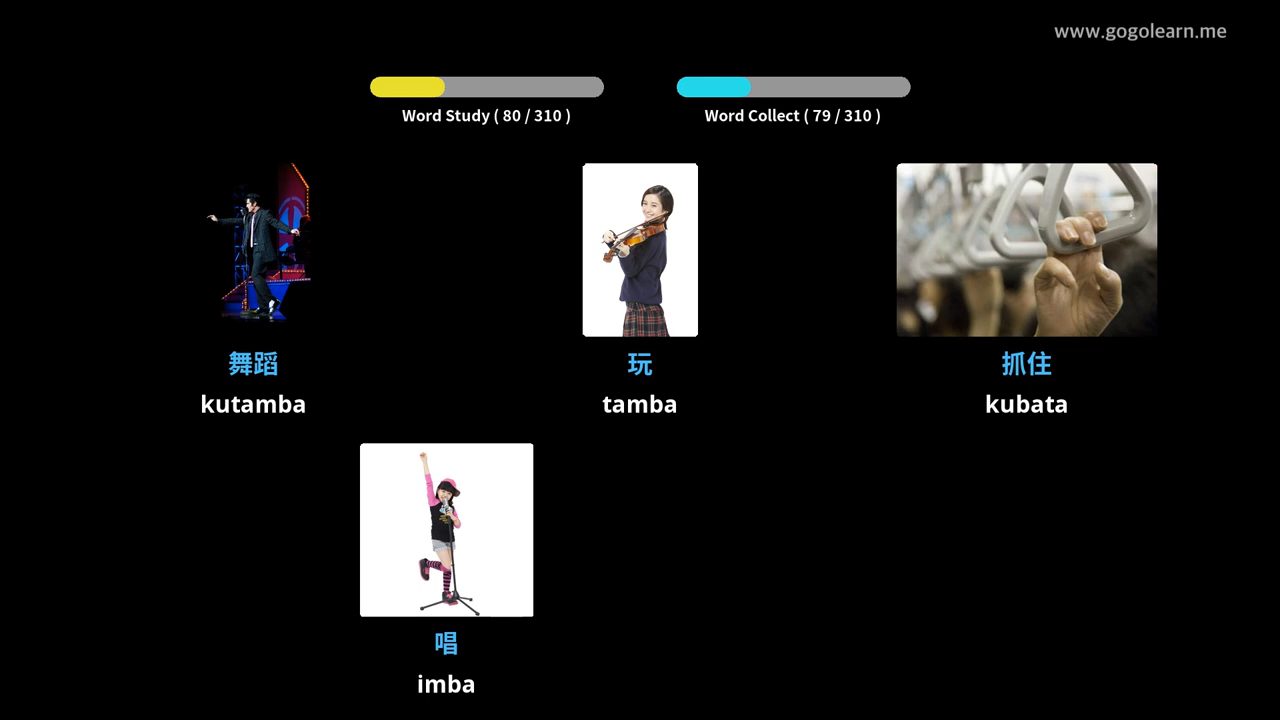 www.gogolearn.me
Word Study ( 80 / 310 )
Word Collect ( 79 / 310 )
舞蹈
kutamba
玩
tamba
抓住
kubata
唱
imba